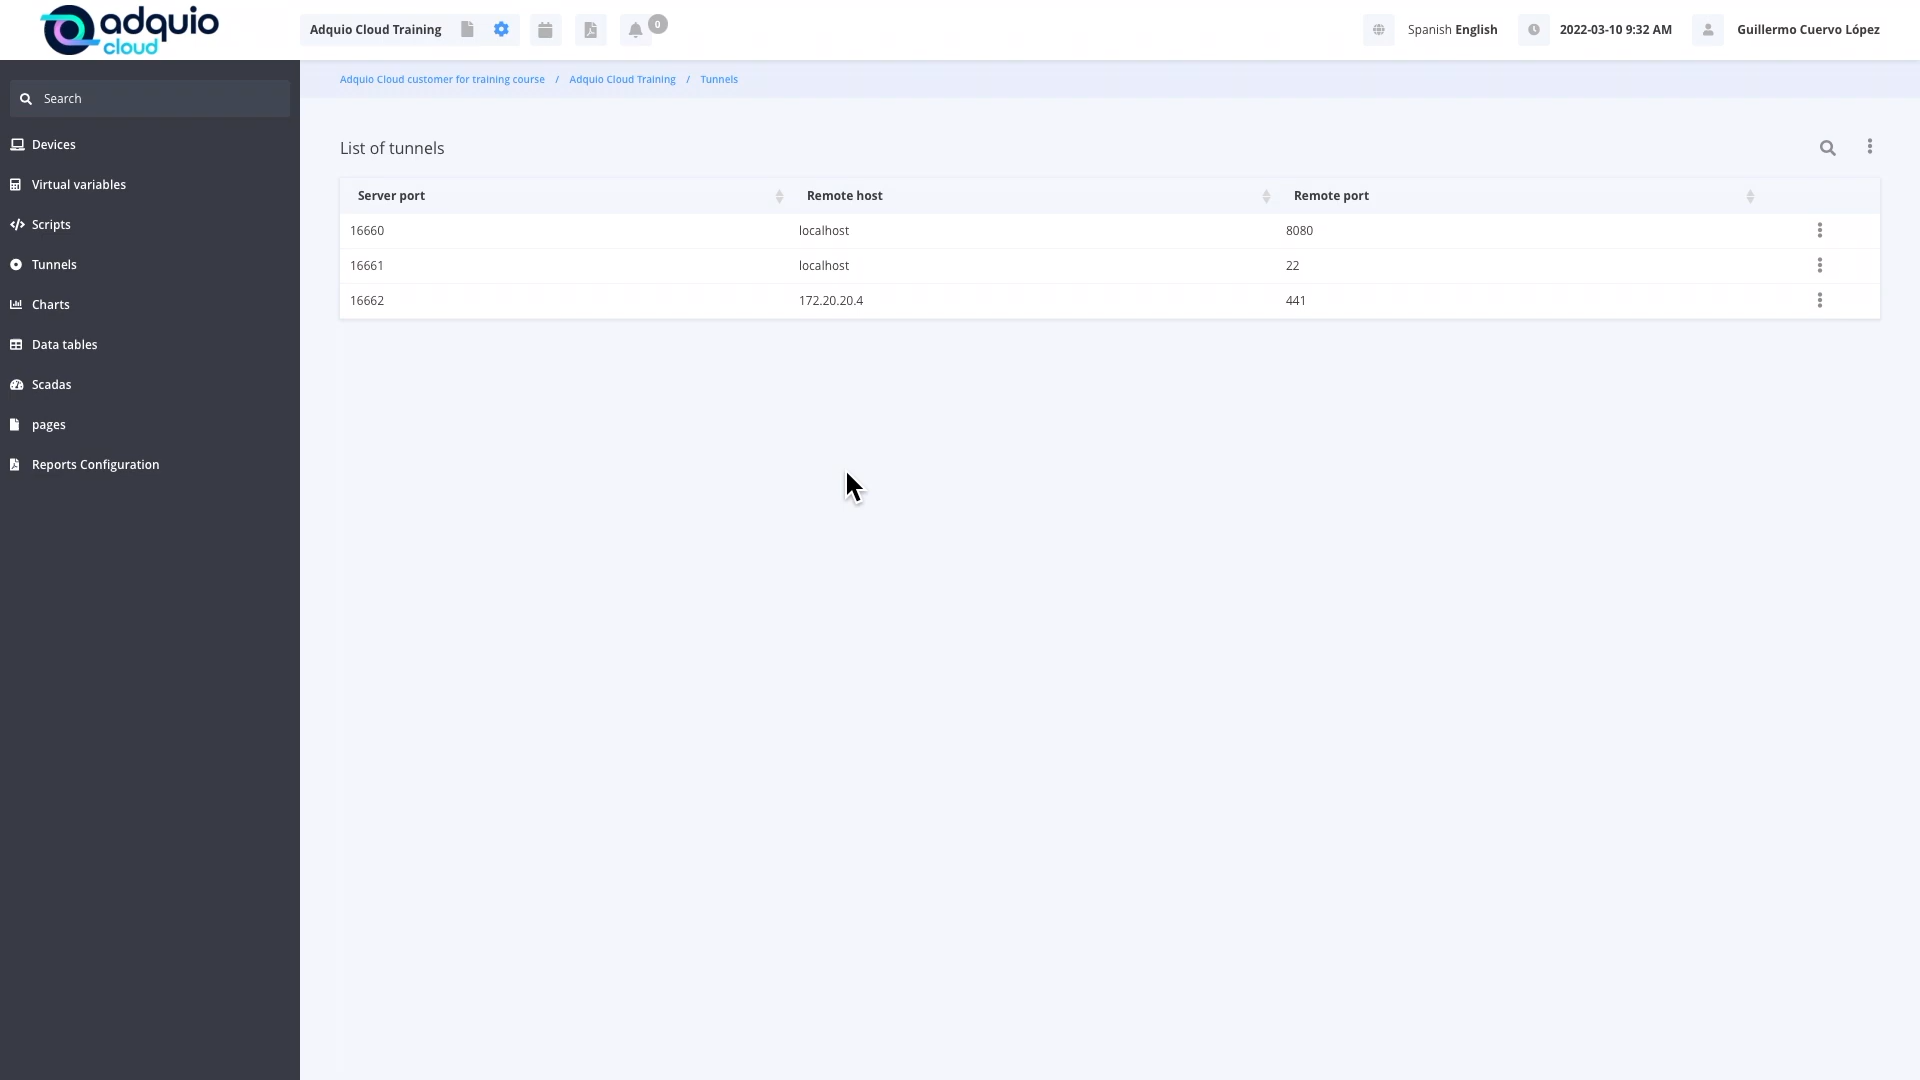 adquio
cloud
Adquio Cloud Training
0
Spanish English
2022-03-10 9:32 AM
Guillermo Cuervo López
Search
Devices
Virtual variables
Scripts
Tunnels
Charts
Data tables
Scadas
pages
Reports Configuration
Adquio Cloud customer for training course / Adquio Cloud Training / Tunnels
List of tunnels
Server port Remote host Remote port
16660 localhost 8080
16661 localhost 22
16662 172.20.20.4 441